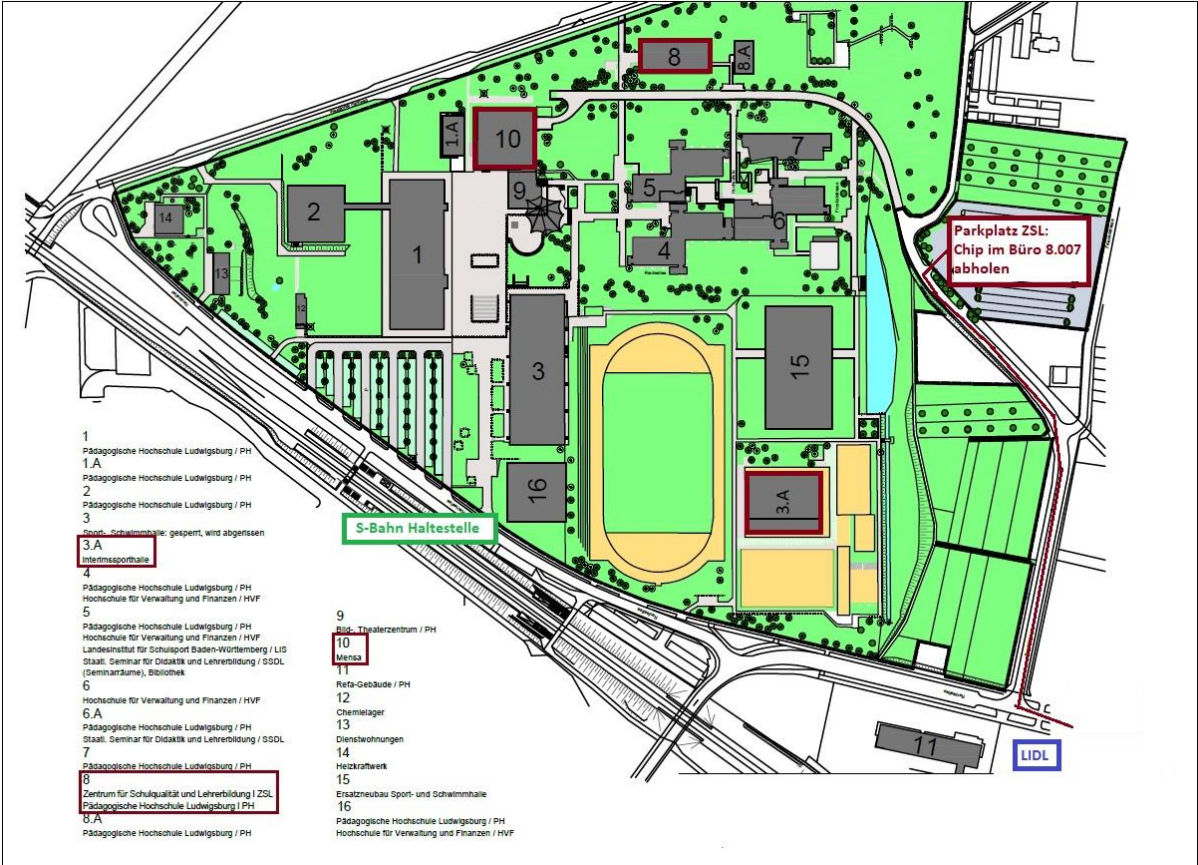 8
8.A
10
1.A
7
9
5
2
14
6
1
4
Parkplatz ZSL:
Chip im Büro 8.007
abholen
13
12
3
15
16
3.A
S-Bahn Haltestelle
11
LIDL
1
Pädagogische Hochschule Ludwigsburg / PH
1.A
Pädagogische Hochschule Ludwigsburg / PH
2
Pädagogische Hochschule Ludwigsburg / PH
3
Sport-, Schwimmhalle: gesperrt, wird abgerissen
3.A
Interimssporthalle
4
Pädagogische Hochschule Ludwigsburg / PH
Hochschule für Verwaltung und Finanzen / HVF
5
Pädagogische Hochschule Ludwigsburg / PH
Hochschule für Verwaltung und Finanzen / HVF
Landesinstitut für Schulsport Baden-Württemberg / LIS
Staatl. Seminar für Didaktik und Lehrerbildung / SSDL
(Seminarräume), Bibliothek
6
Hochschule für Verwaltung und Finanzen / HVF
6.A
Pädagogische Hochschule Ludwigsburg / PH
Staatl. Seminar für Didaktik und Lehrerbildung / SSDL
7
Pädagogische Hochschule Ludwigsburg / PH
8
Zentrum für Schulqualität und Lehrerbildung I ZSL
Pädagogische Hochschule Ludwigsburg I PH
8.A
Pädagogische Hochschule Ludwigsburg / PH
9
Bild-, Theaterzentrum / PH
10
Mensa
11
Refa-Gebäude / PH
12
Chemielager
13
Dienstwohnungen
14
Heizkraftwerk
15
Ersatzneubau Sport- und Schwimmhalle
16
Pädagogische Hochschule Ludwigsburg / PH
Hochschule für Verwaltung und Finanzen / HVF